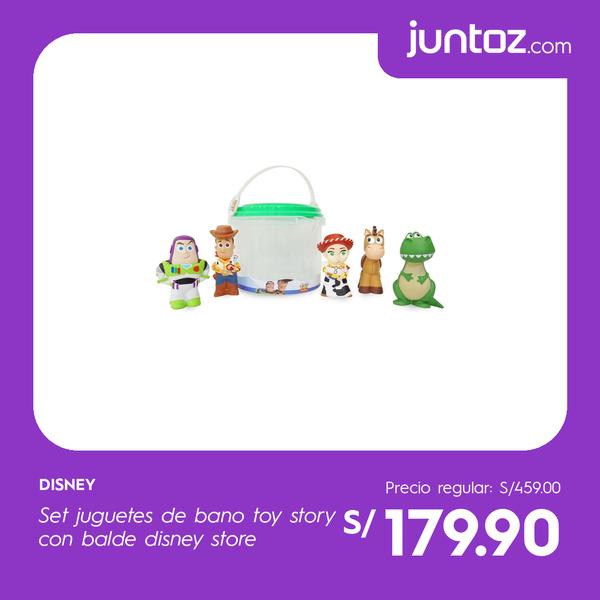 juntoz.com
DISNEY
Precio regular: S/459.00
Set juguetes de bano toy story
con balde disney store
S/ 179.90